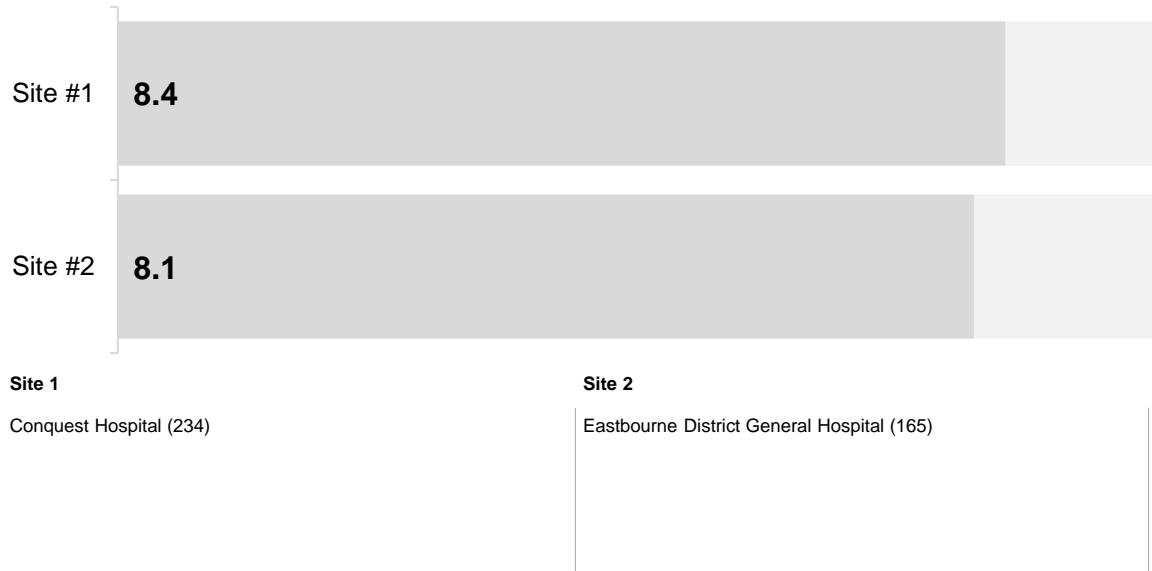 Site #1
8.4
Site #2
8.1
Site 1
Site 2
Conquest Hospital (234)
Eastbourne District General Hospital (165)